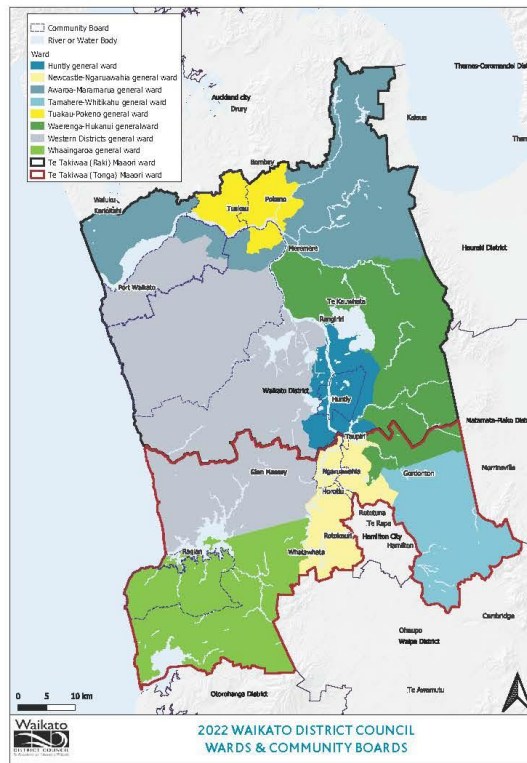 Community Board
River or Water Body
Ward
Huntly general ward
Newcastle-Ngaruawahia general ward
Awaroa-Maramarua general ward
Tamahere-Whitikahu general ward
Tuakau-Pokeno general ward
Waerenga-Hukanui generalward
Western Districts general ward
Whaaingaroa general ward
Te Takiwaa (Raki) Maaori ward
Te Takiwaa (Tonga) Maaori ward
Auckland city
Drury
Thames-Coromandel Dist
Kaiaua
Bombay
Waiuku
Tuakau
Pokeno
Meremere
Hauraki District
Port Waikato
Te Kauwhata
Rangiriri
Waikato District
Huntly
Matamata-Piako Dist
Taupiri
Glen Massey
Ngaruawahia
Gordonton
Morrinsville
Horotiu
Rototuna
Te Rapa
Hamilton City
Hamilton
Rotokauri
Raglan
Whatawhata
Cambridge
Ohaupo
Waipa District
Otorohanga District
Te Awamutu
0 5 10 km
N
Waikato
DISTRICT COUNCIL
2022 WAIKATO DISTRICT COUNCIL
WARDS & COMMUNITY BOARDS